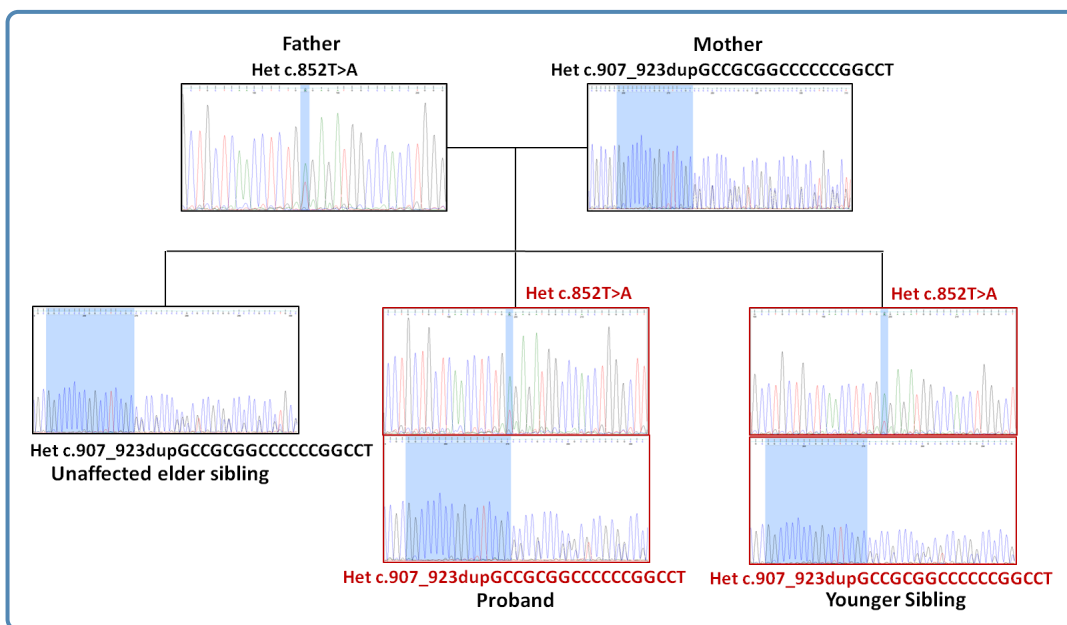 Father
Het c.852T>A
Mother
Het c.907_923dupGCCGCGGCCCCCCGGCCT
Het c.907_923dupGCCGCGGCCCCCCGGCCT
Unaffected elder sibling
Het c.852T>A
Het c.907_923dupGCCGCGGCCCCCCGGCCT
Proband
Het c.852T>A
Het c.907_923dupGCCGCGGCCCCCCGGCCT
Younger Sibling